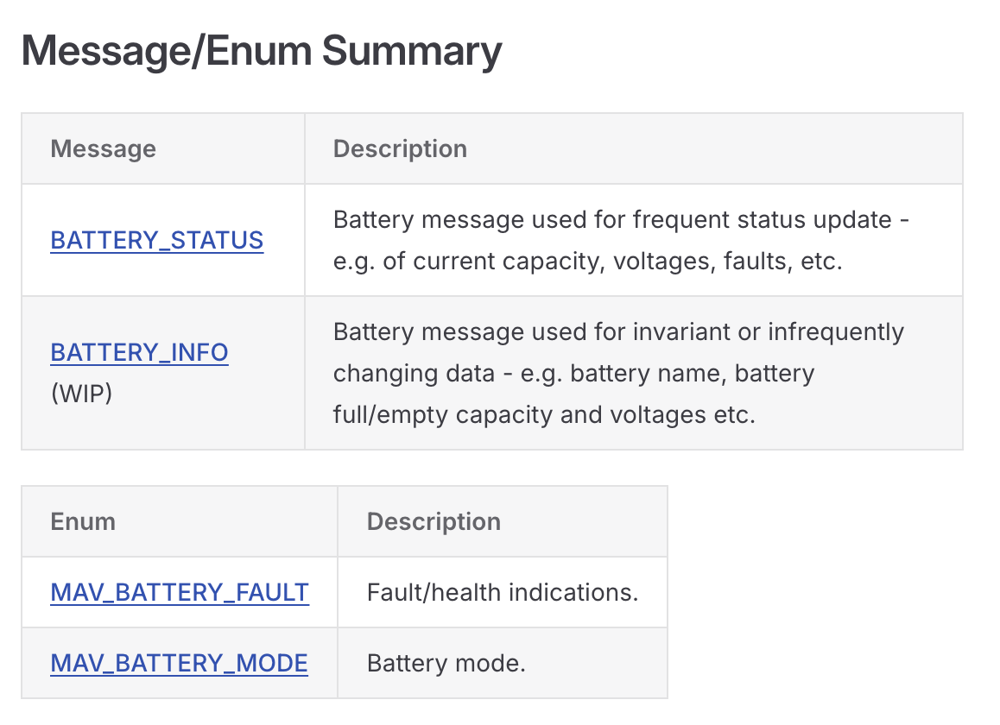 Message/Enum Summary
Message
Description
BATTERY_STATUS
Battery message used for frequent status update -
e.g. of current capacity, voltages, faults, etc.
BATTERY_INFO
(WIP)
Battery message used for invariant or infrequently
changing data - e.g. battery name, battery
full/empty capacity and voltages etc.
Enum
Description
MAV_BATTERY_FAULT
Fault/health indications.
MAV_BATTERY_MODE
Battery mode.